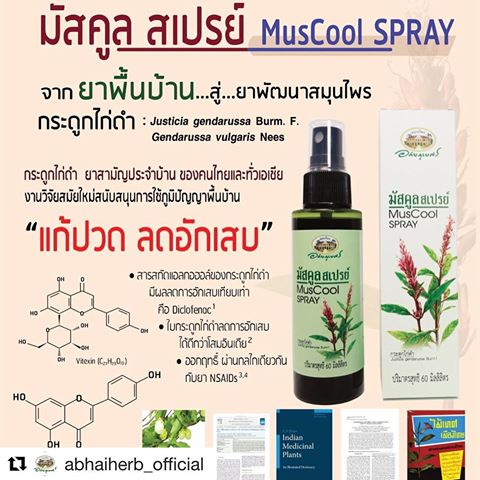 มัสคูล สเปรย์ MusCool SPRAY
จาก ยาพื้นบ้าน...สู่...ยาพัฒนาสมุนไพร
กระดูกไก่ดำ : Justicia gendarussa Burm. F.
Gendarussa vulgaris Nees
กระดูกไก่ดำ ยาสามัญประจำบ้าน ของคนไทยและทั่วเอเชีย
งานวิจัยสมัยใหม่สนับสนุนการใช้ภูมิปัญญาพื้นบ้าน
“แก้ปวด ลดอักเสบ”
• สารสกัดแอลกอฮอล์ของกระดูกไก่ดำ
มีผลลดการอักเสบเทียบเท่า
คือ Diclofenac¹
• ใบกระดูกไก่ดำลดการอักเสบ
ได้ดีกว่าโสมอินเดีย²
• ออกฤทธิ์ ผ่านกลไกเดียวกัน
กับยา NSAIDs³,⁴
OH
HO
O
OH
O
HO
O
OH
OH
OH
Vitexin (C₂₁H₂₀O₁₀)
OH
HO
O
OH
O
อภัยภูเบศร
มัสคูลสเปรย์
MusCool
SPRAY
กระดูกไก่ดำ
ปริมาตรสุทธิ 60 มิลลิลิตร
อภัยภูเบศร
มัสคูลสเปรย์
MusCool
SPRAY
กระดูกไก่ดำ
ปริมาตรสุทธิ 60 มิลลิลิตร
Indian
Medicinal
Plants
ไม้เทศ
เมืองไทย
abhaiherb_official